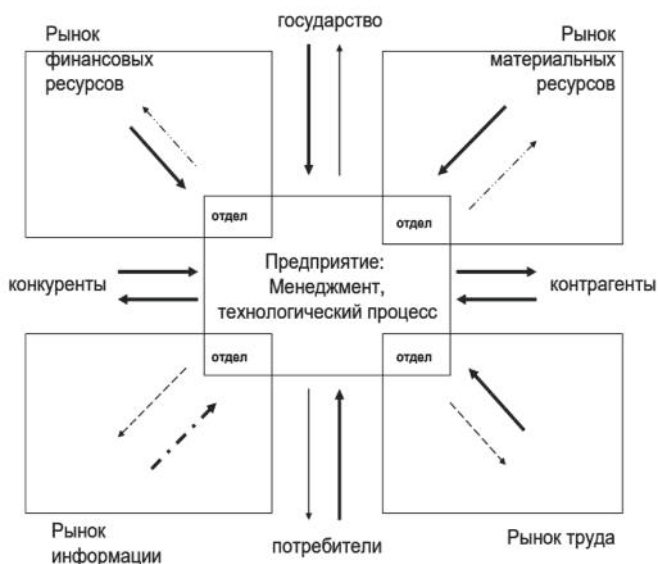 государство
Рынок
финансовых
ресурсов
Рынок
материальных
ресурсов
отдел
отдел
Предприятие:
Менеджмент,
технологический процесс
конкуренты
контрагенты
отдел
отдел
Рынок
информации
потребители
Рынок труда